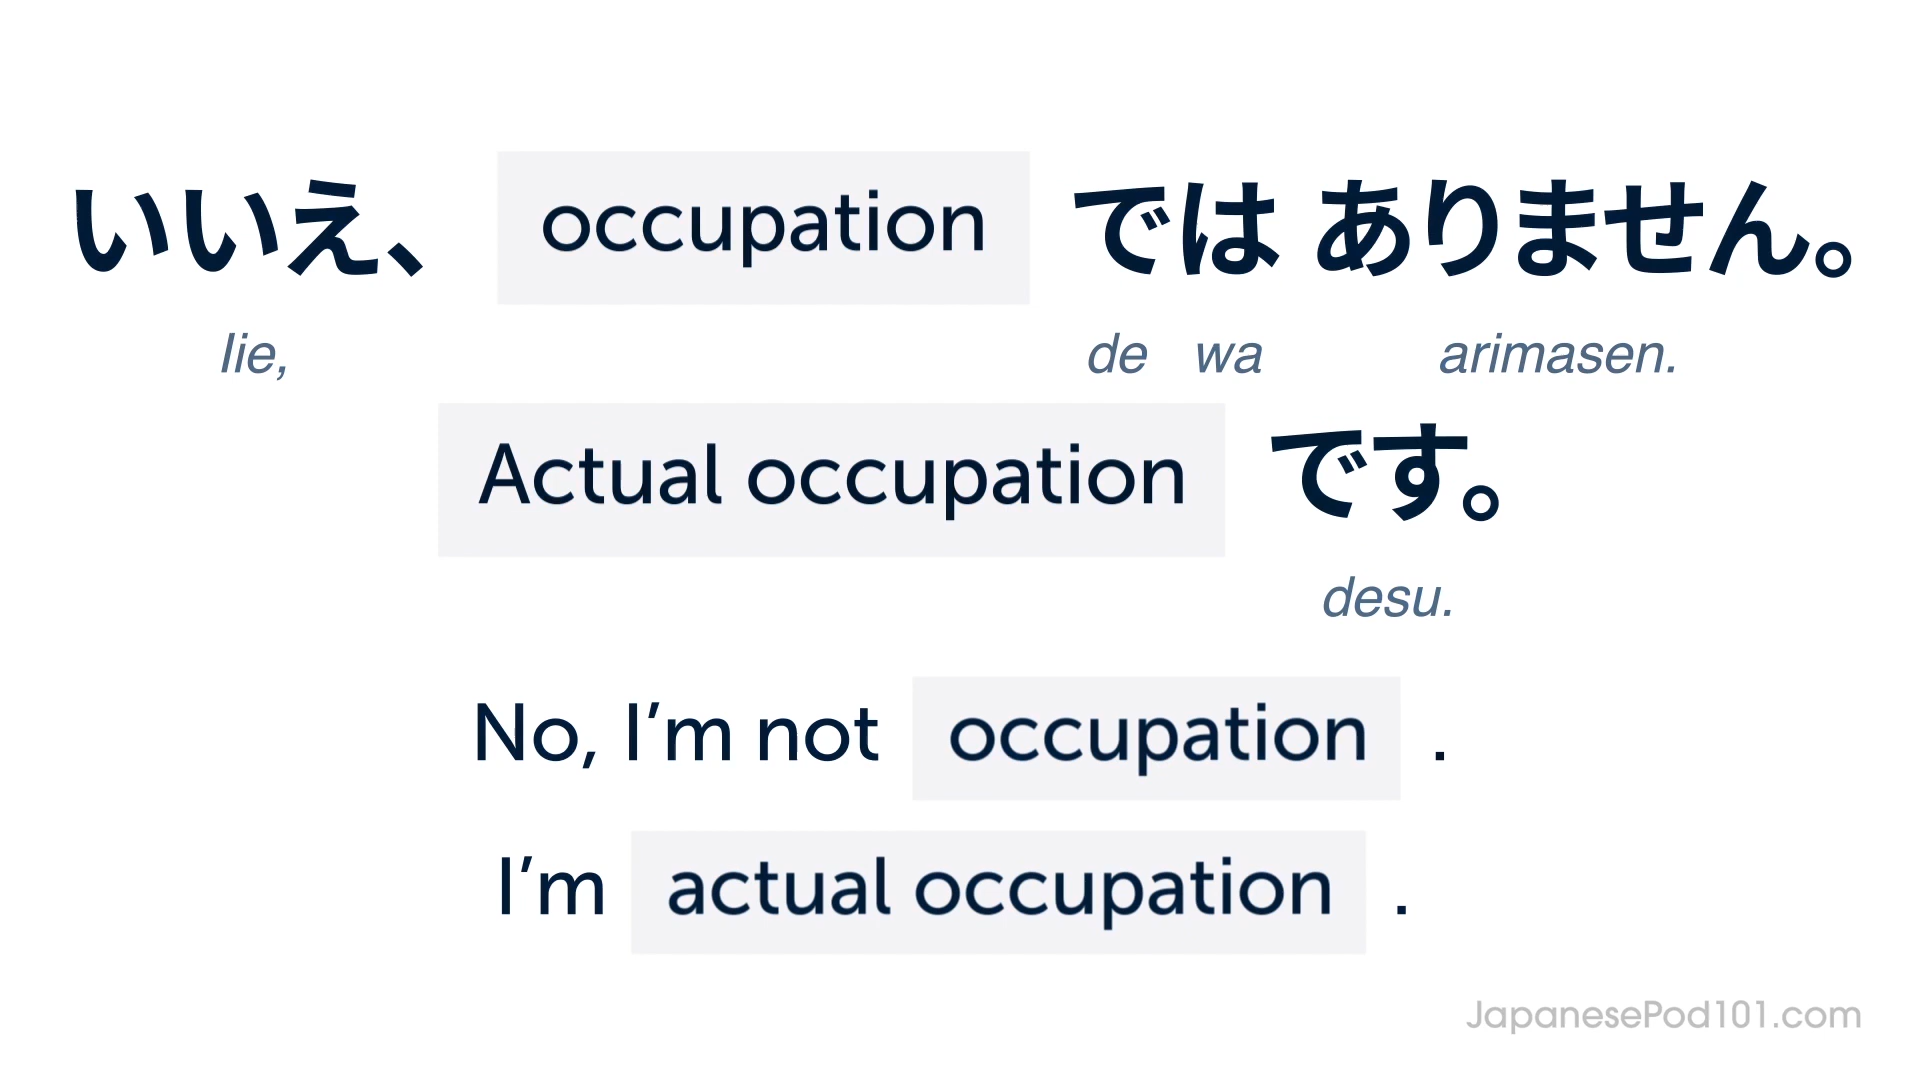 いいえ、 occupation では ありません。
Iie, de wa arimasen.
Actual occupation です。
desu.
No, I’m not occupation .
I’m actual occupation .
JapanesePod101.com